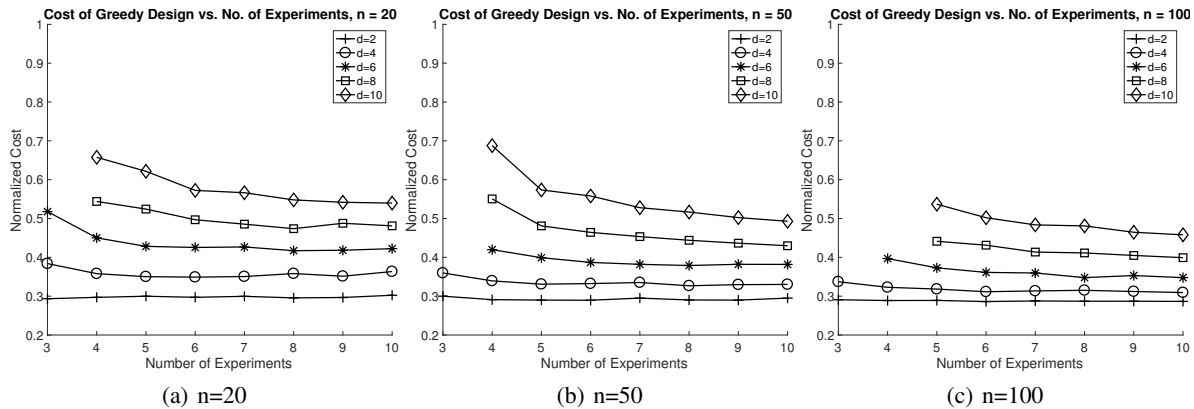 Cost of Greedy Design vs. No. of Experiments, n = 20
Normalized Cost
1
0.9
0.8
0.7
0.6
0.5
0.4
0.3
0.2
d=2
d=4
d=6
d=8
d=10
3 4 5 6 7 8 9 10
Number of Experiments
(a) n=20
Cost of Greedy Design vs. No. of Experiments, n = 50
Normalized Cost
1
0.9
0.8
0.7
0.6
0.5
0.4
0.3
0.2
d=2
d=4
d=6
d=8
d=10
3 4 5 6 7 8 9 10
Number of Experiments
(b) n=50
Cost of Greedy Design vs. No. of Experiments, n = 100
Normalized Cost
1
0.9
0.8
0.7
0.6
0.5
0.4
0.3
0.2
d=2
d=4
d=6
d=8
d=10
3 4 5 6 7 8 9 10
Number of Experiments
(c) n=100